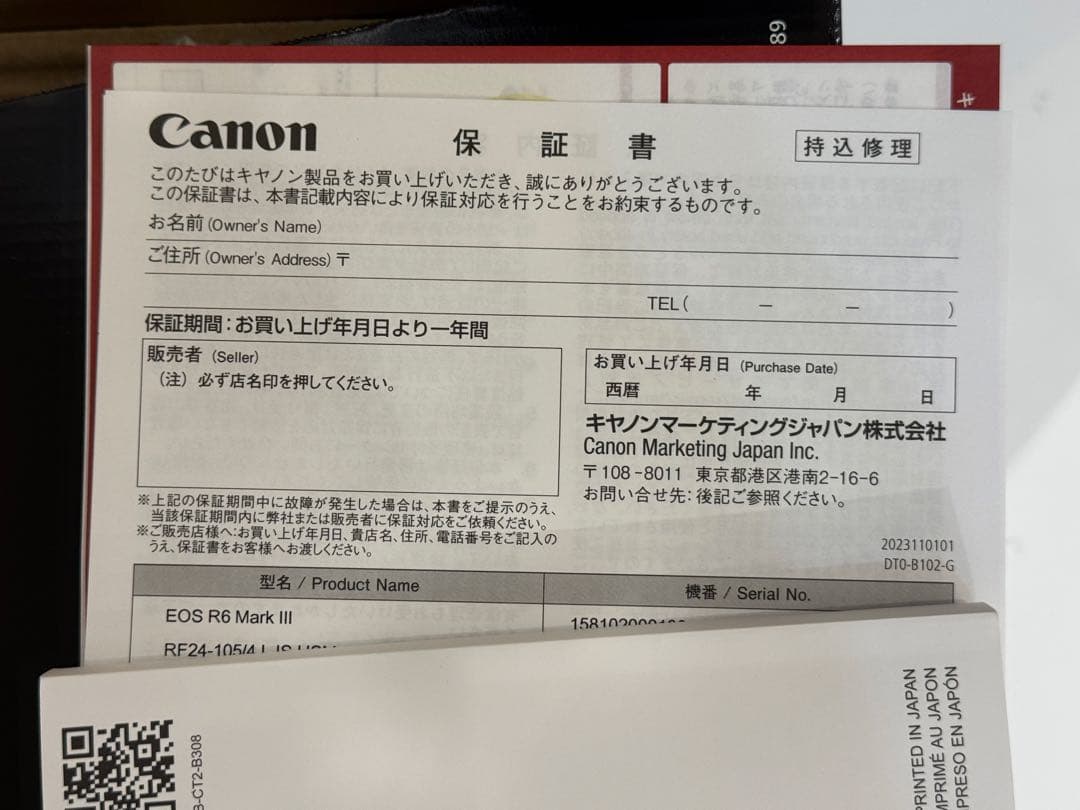 89
キ
Canon
保証書
持込修理
このたびはキヤノン製品をお買い上げいただき、誠にありがとうございます。
この保証書は、本書記載内容により保証対応を行うことをお約束するものです。
お名前(Owner's Name)
ご住所(Owner's Address)〒
TEL( — — )
保証期間：お買い上げ年月日より一年間
販売者 (Seller)
（注）必ず店名印を押してください。
お買い上げ年月日 (Purchase Date)
西暦 年 月 日
キヤノンマーケティングジャパン株式会社
Canon Marketing Japan Inc.
〒108-8011 東京都港区港南2-16-6
お問い合せ先：後記ご参照ください。
※上記の保証期間中に故障が発生した場合は、本書をご提示のうえ、
当該保証期間内に弊社または販売者に保証対応をご依頼ください。
※ご販売店様へ：お買い上げ年月日、貴店名、住所、電話番号をご記入の
うえ、保証書をお客様へお渡しください。
2023110101
DT0-B102-G
型名 / Product Name
機番 / Serial No.
EOS R6 Mark III
RF24-105/4 L IS
B-CT2-B308
PRINTED IN JAPAN
IMPRIMÉ AU JAPON
IMPRESO EN JAPÓN